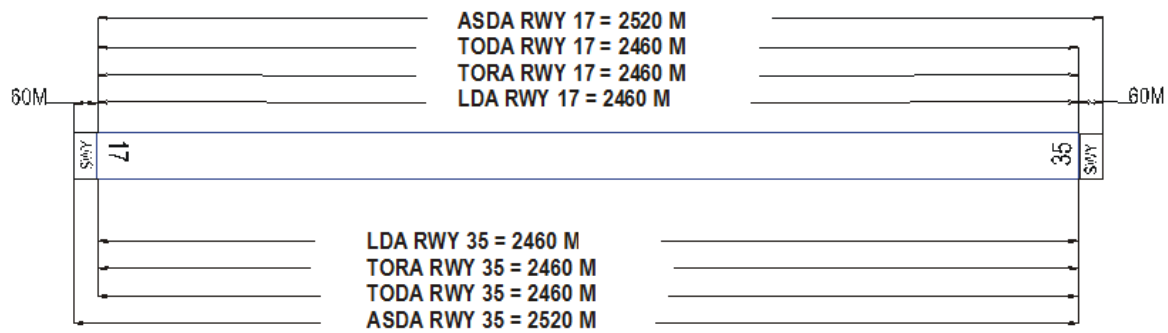 ASDA RWY 17 = 2520 M
TODA RWY 17 = 2460 M
TORA RWY 17 = 2460 M
LDA RWY 17 = 2460 M
60M
60M
SWY
17
35
SWY
LDA RWY 35 = 2460 M
TORA RWY 35 = 2460 M
TODA RWY 35 = 2460 M
ASDA RWY 35 = 2520 M